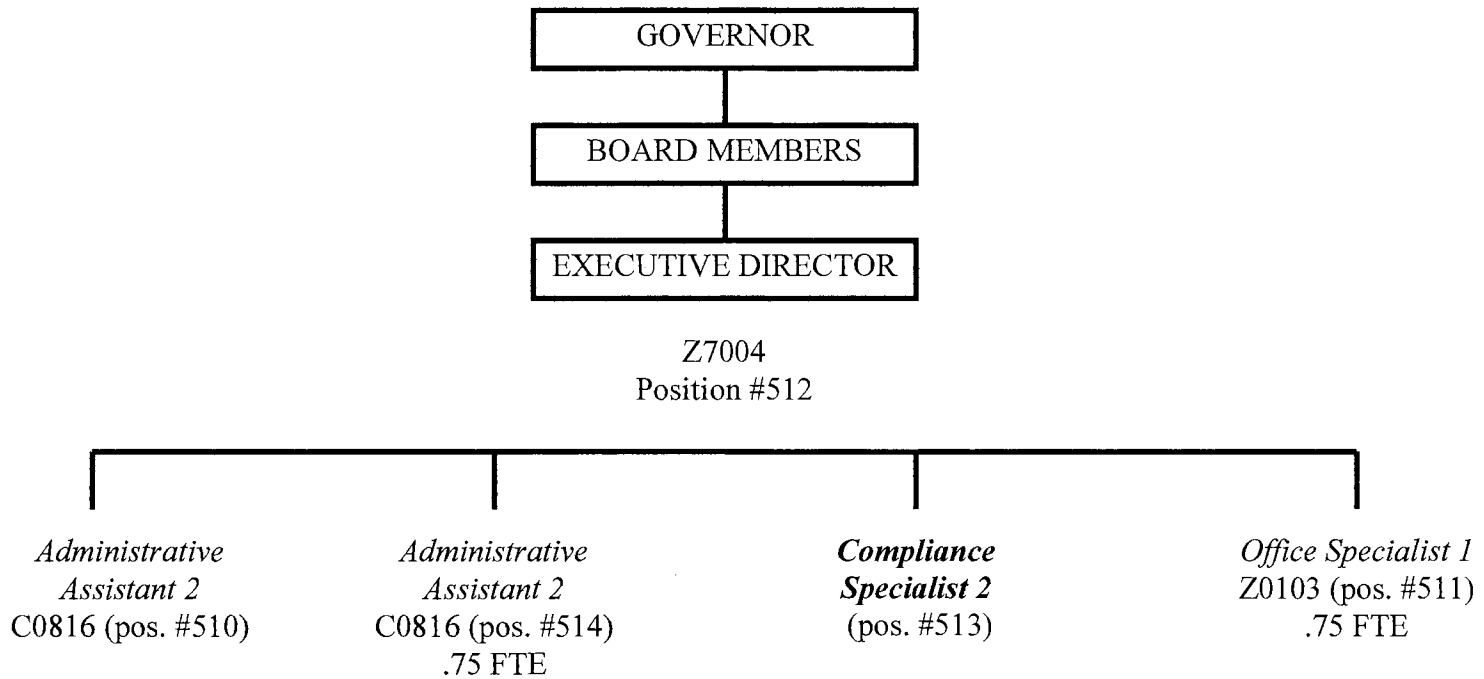 GOVERNOR
BOARD MEMBERS
EXECUTIVE DIRECTOR
Z7004
Position #512
Administrative
Assistant 2
C0816 (pos. #510)
Administrative
Assistant 2
C0816 (pos. #514)
.75 FTE
Compliance
Specialist 2
(pos. #513)
Office Specialist 1
Z0103 (pos. #511)
.75 FTE